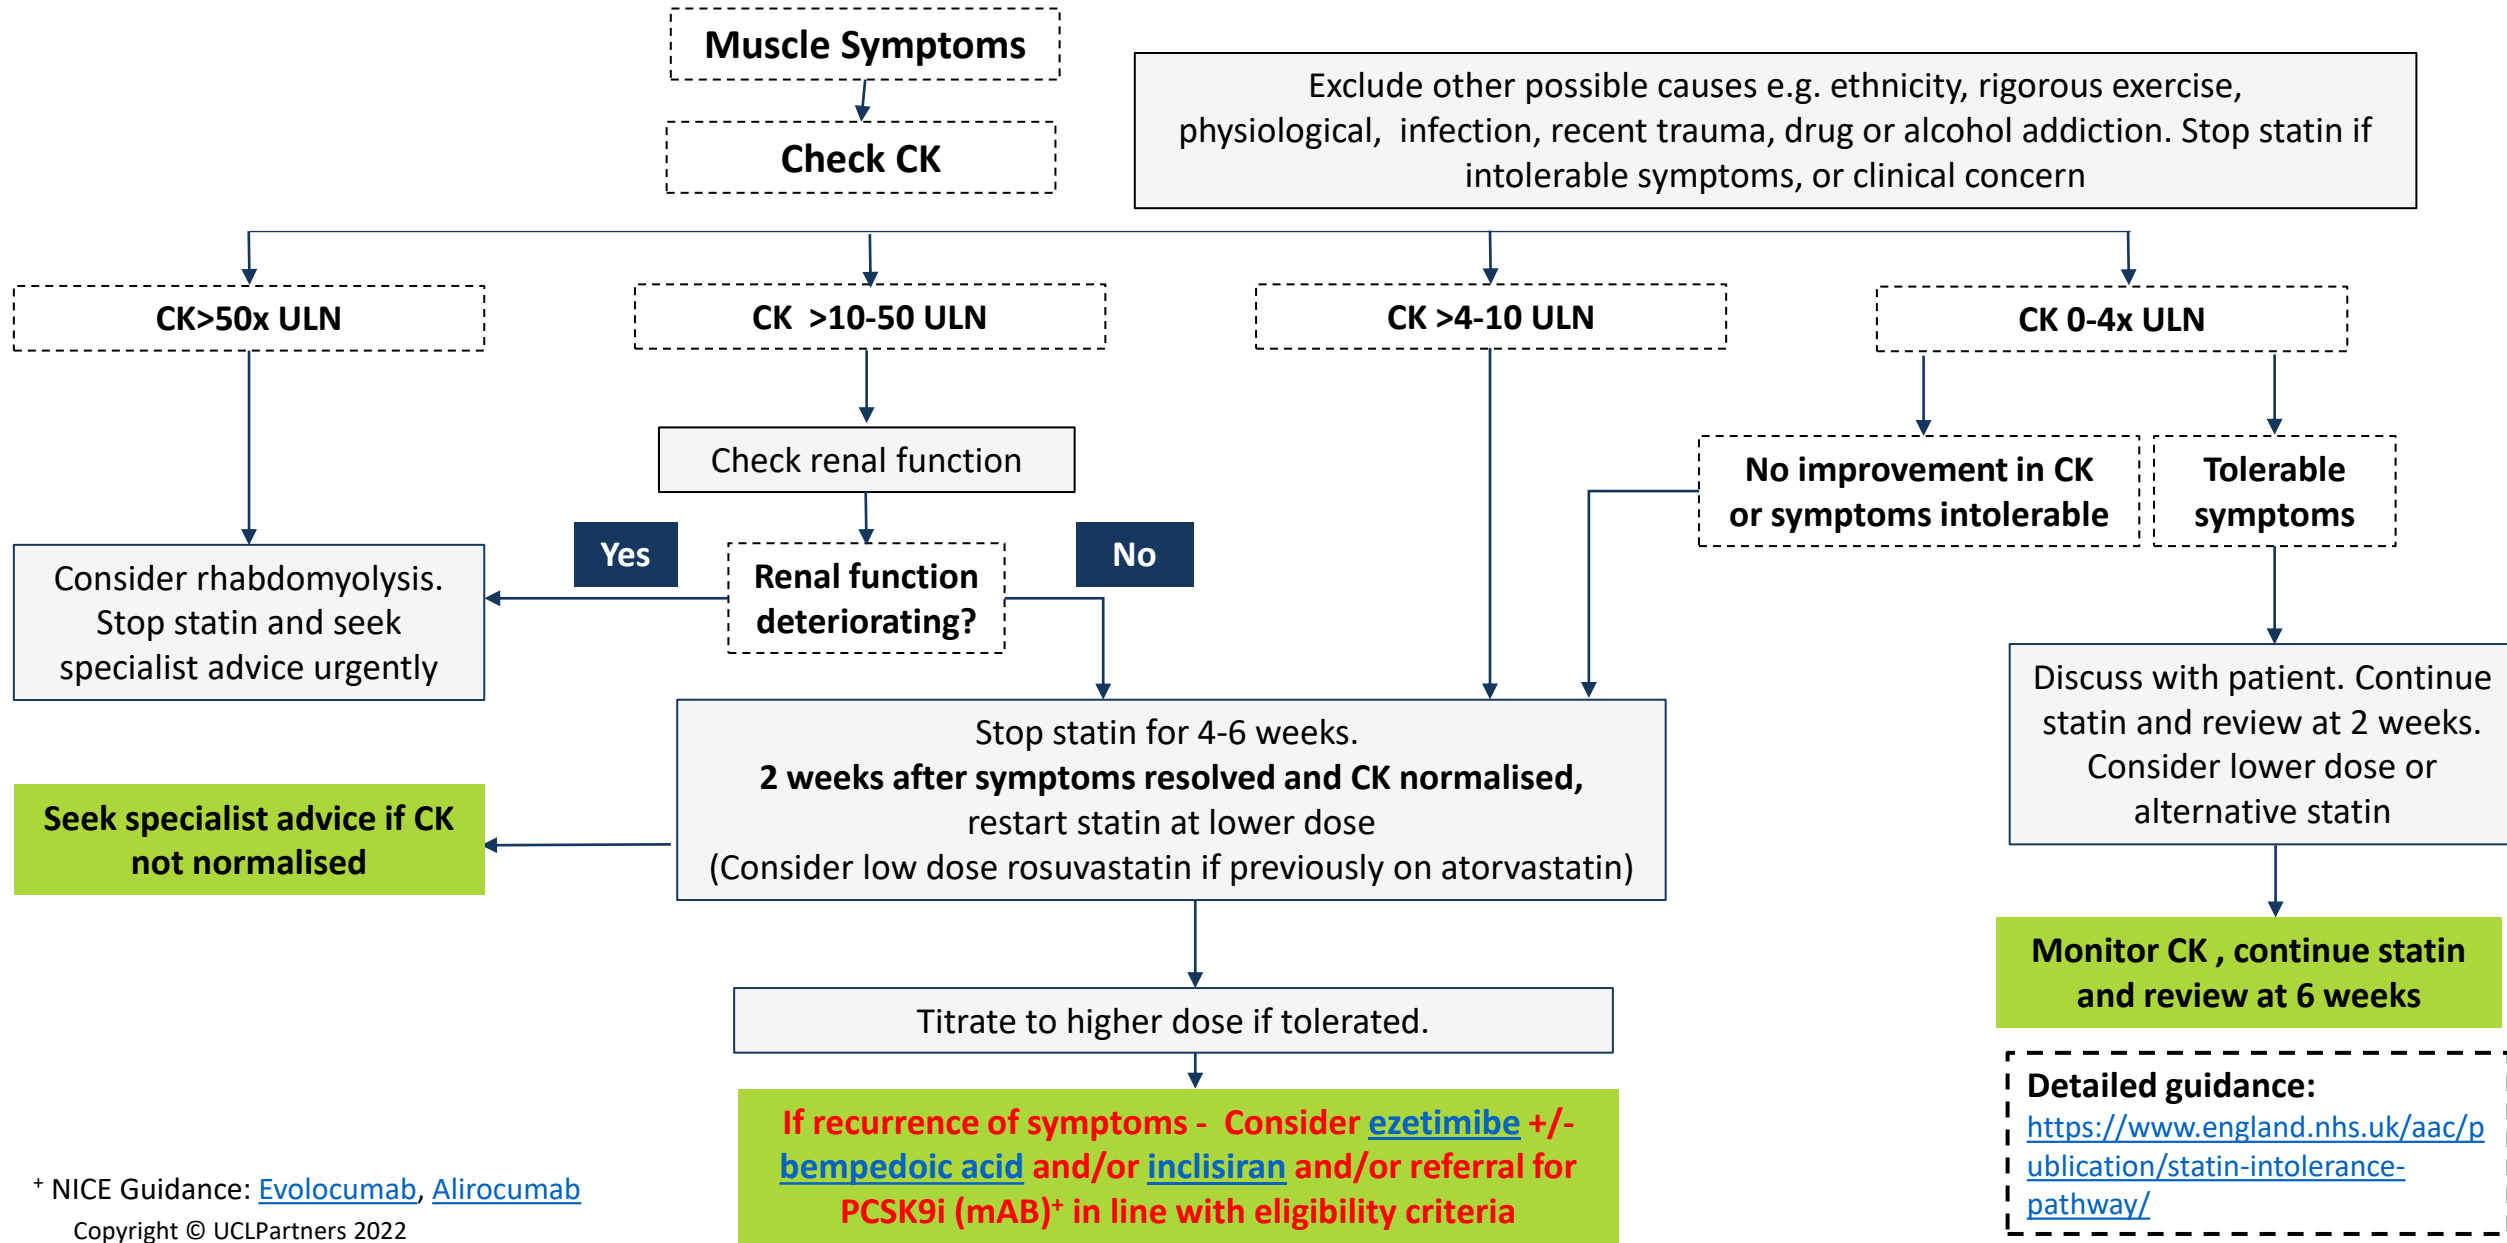 Muscle Symptoms
Check CK
Exclude other possible causes e.g. ethnicity, rigorous exercise,
physiological, infection, recent trauma, drug or alcohol addiction. Stop statin if
intolerable symptoms, or clinical concern
CK>50x ULN
CK >10-50 ULN
CK >4-10 ULN
CK 0-4x ULN
Check renal function
No improvement in CK
or symptoms intolerable
Tolerable
symptoms
Yes
No
Renal function
deteriorating?
Consider rhabdomyolysis.
Stop statin and seek
specialist advice urgently
Stop statin for 4-6 weeks.
2 weeks after symptoms resolved and CK normalised,
restart statin at lower dose
(Consider low dose rosuvastatin if previously on atorvastatin)
Discuss with patient. Continue
statin and review at 2 weeks.
Consider lower dose or
alternative statin
Seek specialist advice if CK
not normalised
Monitor CK , continue statin
and review at 6 weeks
Titrate to higher dose if tolerated.
If recurrence of symptoms - Consider ezetimibe +/-
bempedoic acid and/or inclisiran and/or referral for
PCSK9i (mAB)+ in line with eligibility criteria
Detailed guidance:
https://www.england.nhs.uk/aac/p
ublication/statin-intolerance-
pathway/
+ NICE Guidance: Evolocumab, Alirocumab
Copyright © UCLPartners 2022